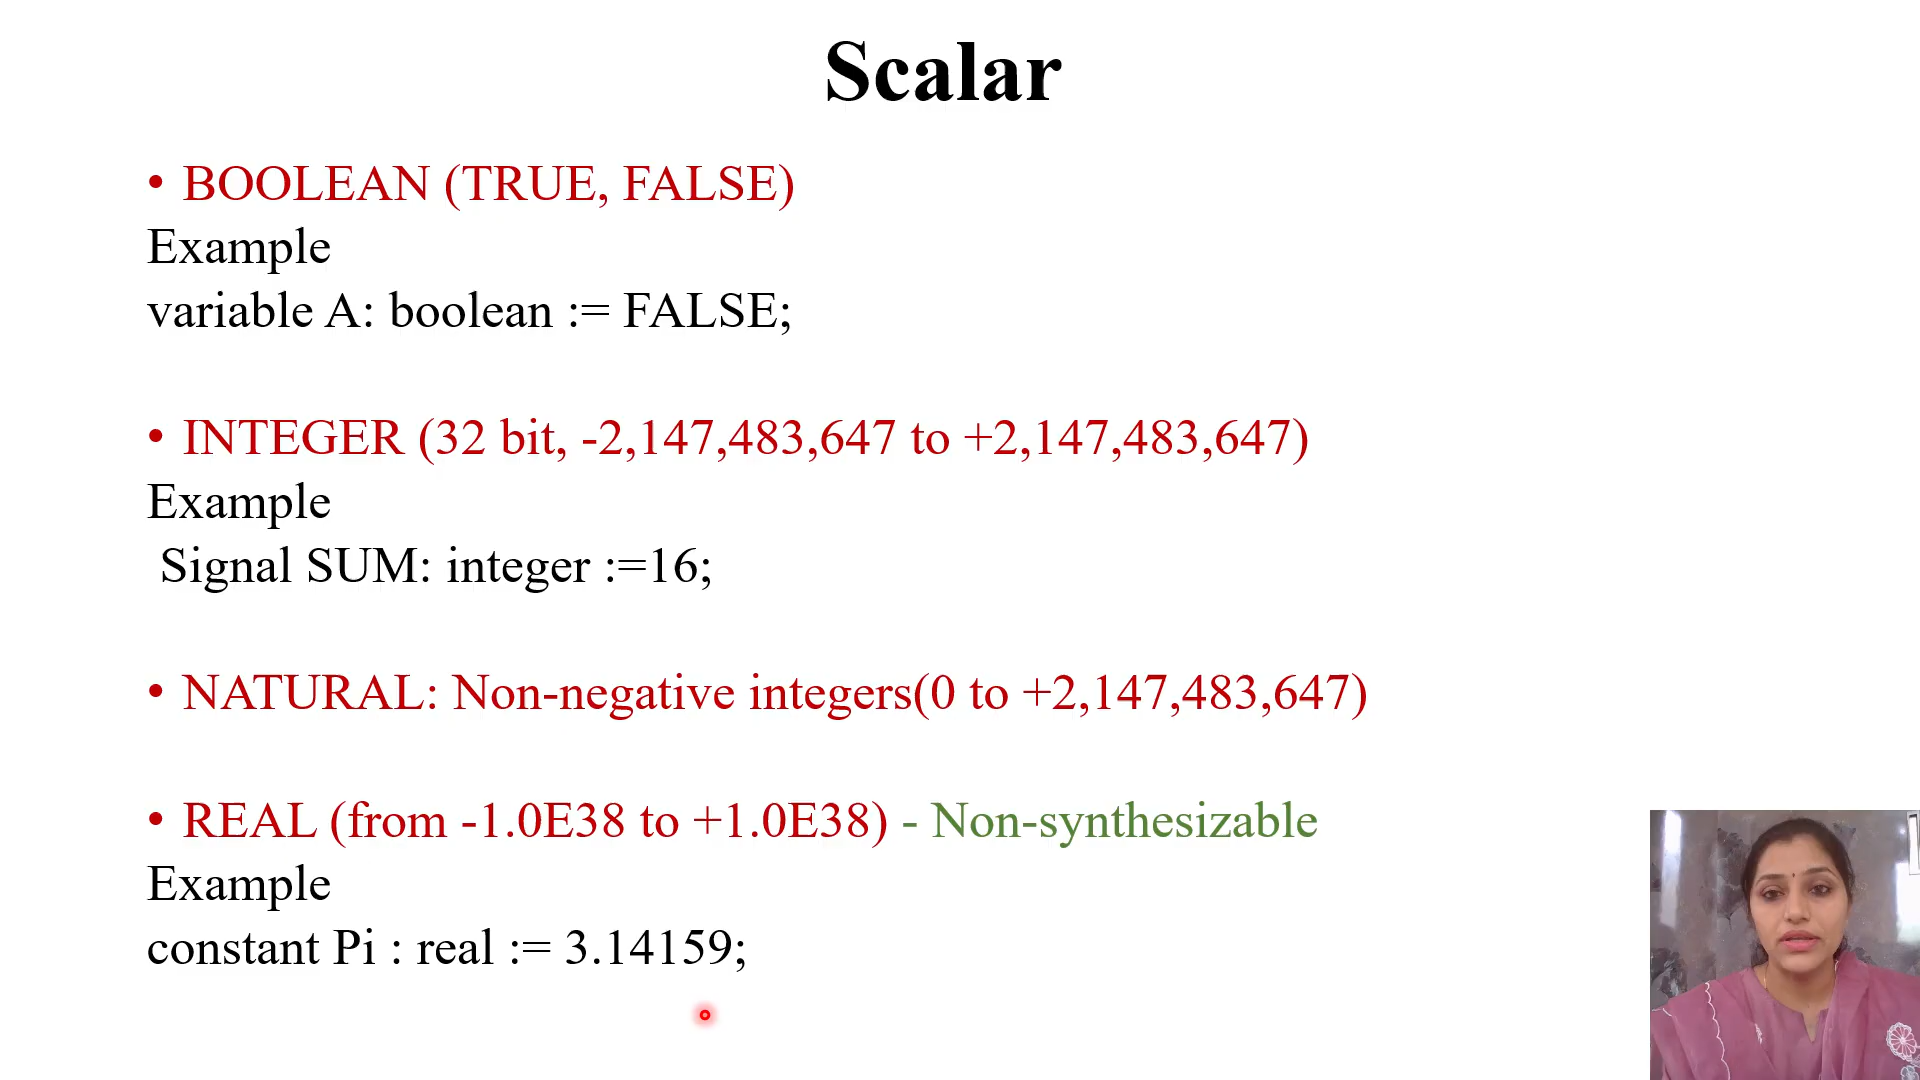 Scalar
• BOOLEAN (TRUE, FALSE)
Example
variable A: boolean := FALSE;
• INTEGER (32 bit, -2,147,483,647 to +2,147,483,647)
Example
Signal SUM: integer :=16;
• NATURAL: Non-negative integers(0 to +2,147,483,647)
• REAL (from -1.0E38 to +1.0E38) - Non-synthesizable
Example
constant Pi : real := 3.14159;